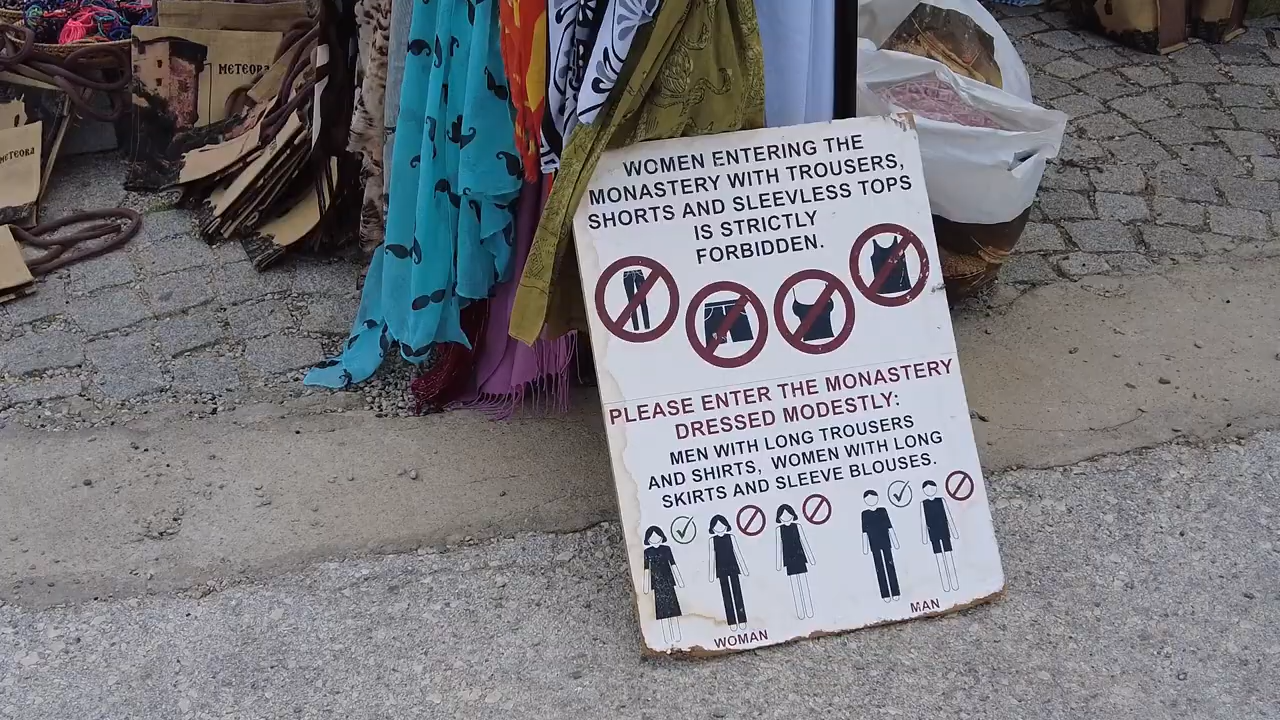 METEORA
METEORA
WOMEN ENTERING THE
MONASTERY WITH TROUSERS,
SHORTS AND SLEEVLESS TOPS
IS STRICTLY
FORBIDDEN.
PLEASE ENTER THE MONASTERY
DRESSED MODESTLY:
MEN WITH LONG TROUSERS
AND SHIRTS, WOMEN WITH LONG
SKIRTS AND SLEEVE BLOUSES.
WOMAN
MAN